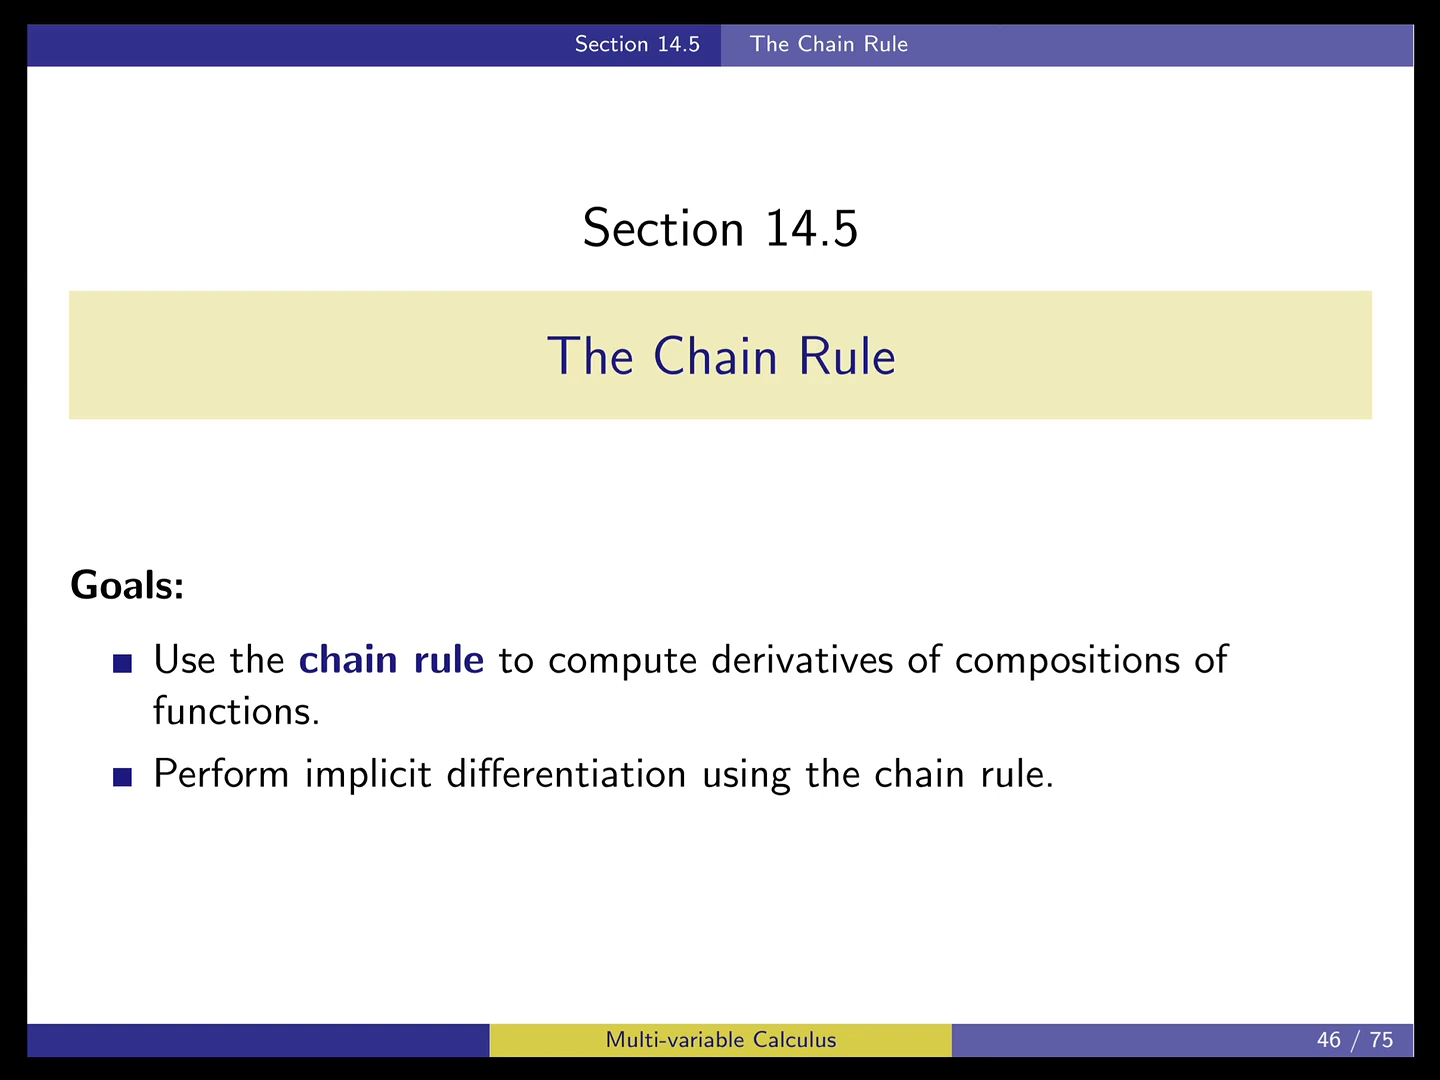 Section 14.5 The Chain Rule
Section 14.5
The Chain Rule
Goals:
Use the chain rule to compute derivatives of compositions of
functions.
Perform implicit differentiation using the chain rule.
Multi-variable Calculus
46 / 75